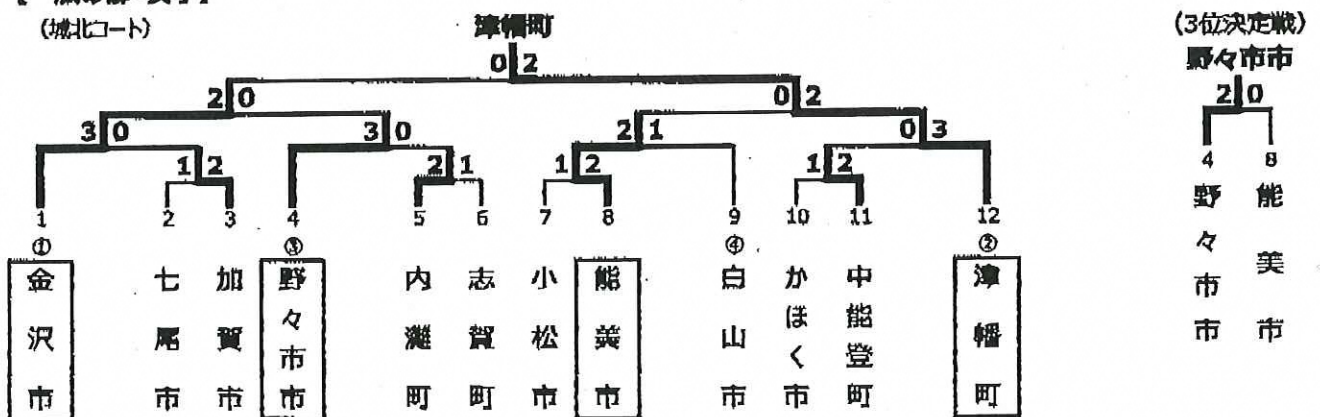 (城北コート)
津幡町
(3位決定戦)
野々市市
0 2
2 0
0 2
2 0
3 0
3 0
2 1
0 3
1 2
2 1
1 2
1 2
4 8
1 2 3 4 5 6 7 8 9 10 11 12
① ③ ④ ②
金沢市
七尾市
加賀市
野々市市
内灘町
志賀町
小松市
能美市
白山市
かほく市
中能登町
津幡町
野々市市
能美市